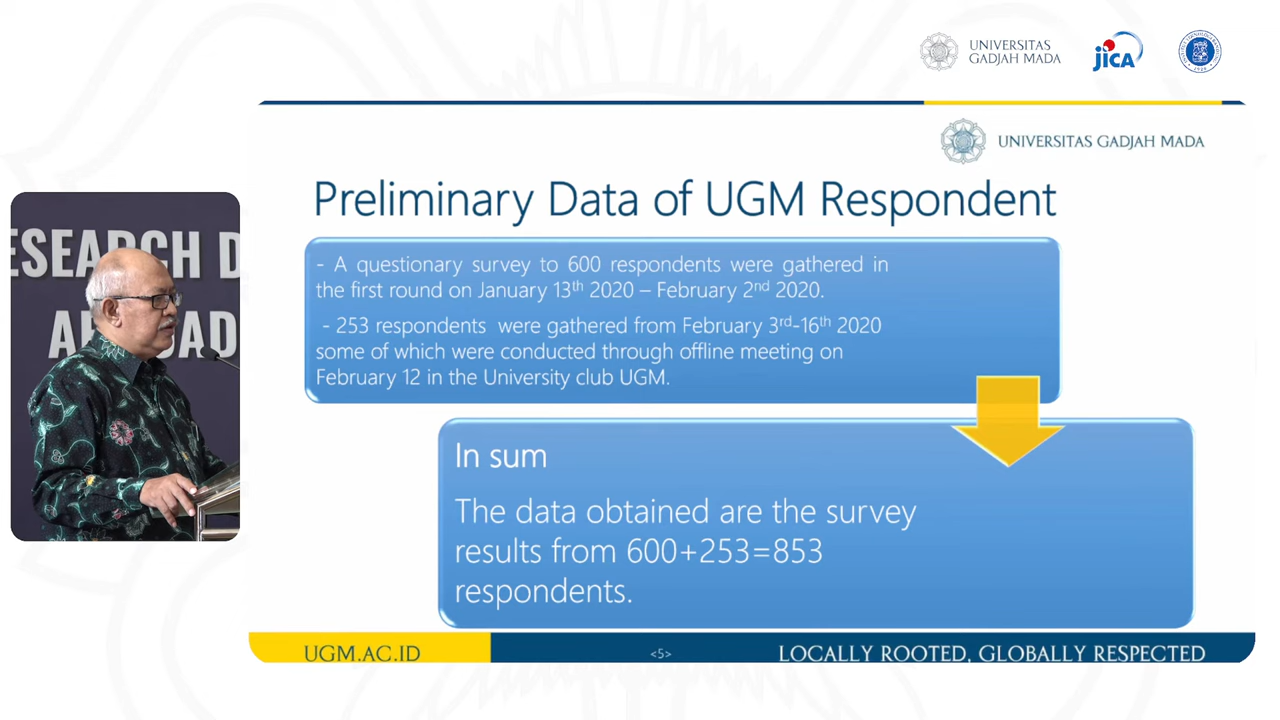 UNIVERSITAS
GADJAH MADA
JICA
UNIVERSITAS GADJAH MADA
Preliminary Data of UGM Respondent
- A questionary survey to 600 respondents were gathered in
the first round on January 13th 2020 – February 2nd 2020.
- 253 respondents were gathered from February 3rd-16th 2020
some of which were conducted through offline meeting on
February 12 in the University club UGM.
In sum
The data obtained are the survey
results from 600+253=853
respondents.
ESEARCH D
UGM.AC.ID
<5>
LOCALLY ROOTED, GLOBALLY RESPECTED